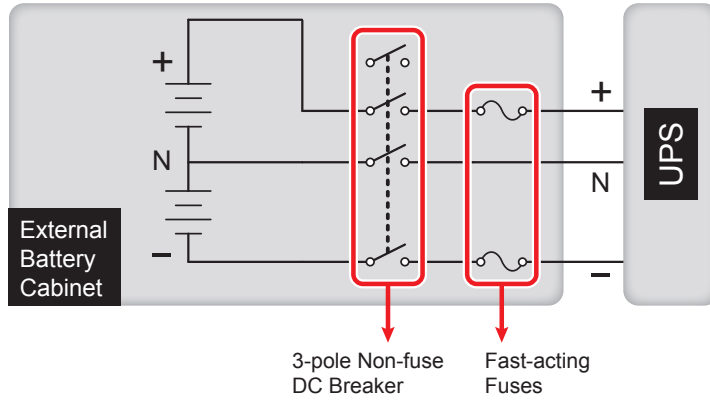 +
+
N
N
UPS
−
−
External
Battery
Cabinet
3-pole Non-fuse
DC Breaker
Fast-acting
Fuses